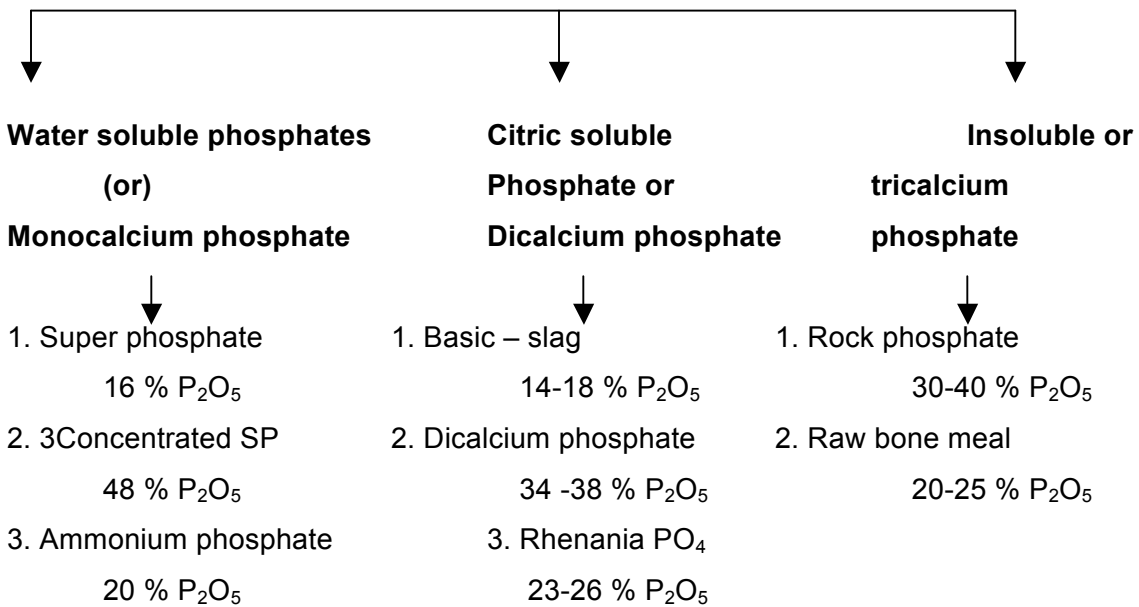 Water soluble phosphates
(or)
Monocalcium phosphate
1. Super phosphate
16 % P₂O₅
2. 3Concentrated SP
48 % P₂O₅
3. Ammonium phosphate
20 % P₂O₅
Citric soluble
Phosphate or
Dicalcium phosphate
1. Basic – slag
14-18 % P₂O₅
2. Dicalcium phosphate
34 -38 % P₂O₅
3. Rhenania PO₄
23-26 % P₂O₅
Insoluble or
tricalcium
phosphate
1. Rock phosphate
30-40 % P₂O₅
2. Raw bone meal
20-25 % P₂O₅